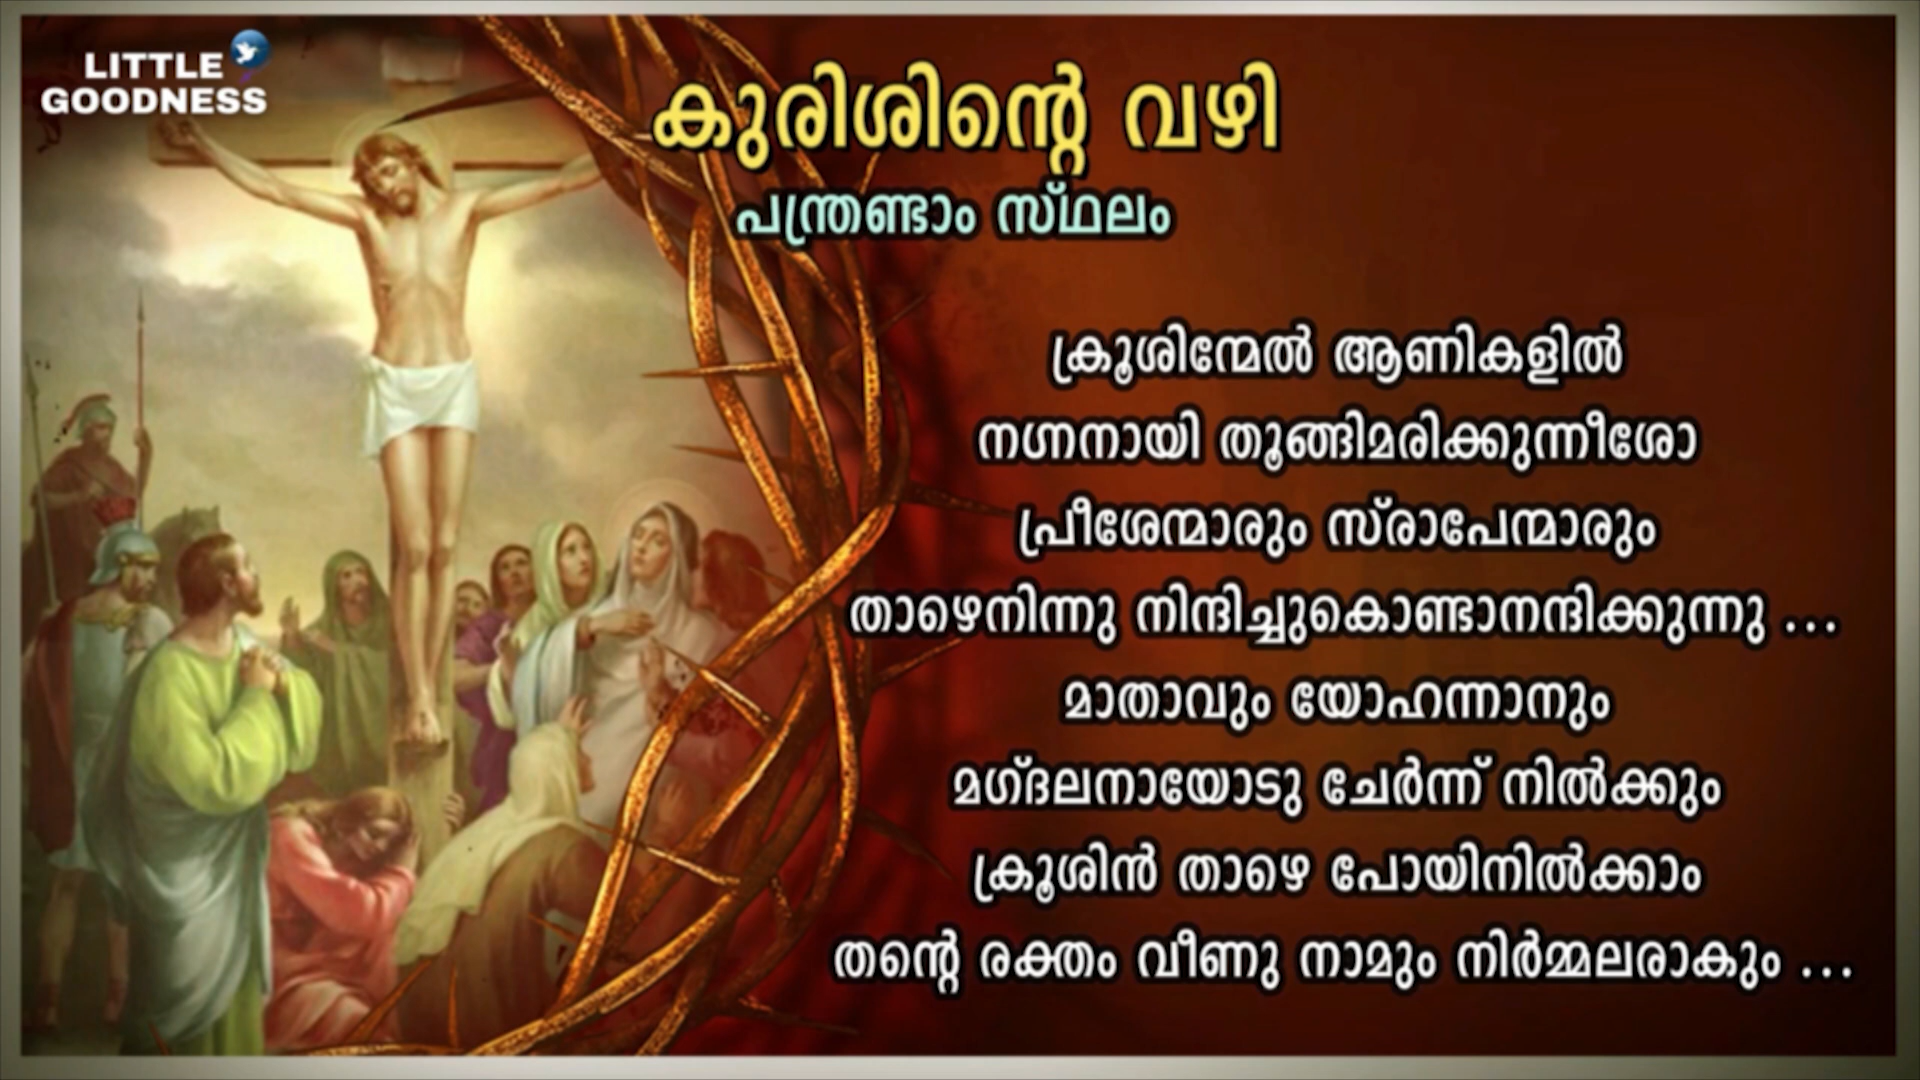 LITTLE
GOODNESS
കുരിശിന്റെ വഴി
പന്ത്രണ്ടാം സ്ഥലം
ക്രൂശിന്മേൽ ആണികളിൽ
നഗ്നനായി തൂങ്ങിമരിക്കുന്നീശോ
പ്രീശേന്മാരും സ്രാപേന്മാരും
താഴെനിന്നു നിന്ദിച്ചുകൊണ്ടാനന്ദിക്കുന്നു ...
മാതാവും യോഹന്നാനും
മഗ്ദലനായോടു ചേർന്ന് നിൽക്കും
ക്രൂശിൻ താഴെ പോയിനിൽക്കാം
തന്റെ രക്തം വീണു നാമും നിർമ്മലരാകും ...